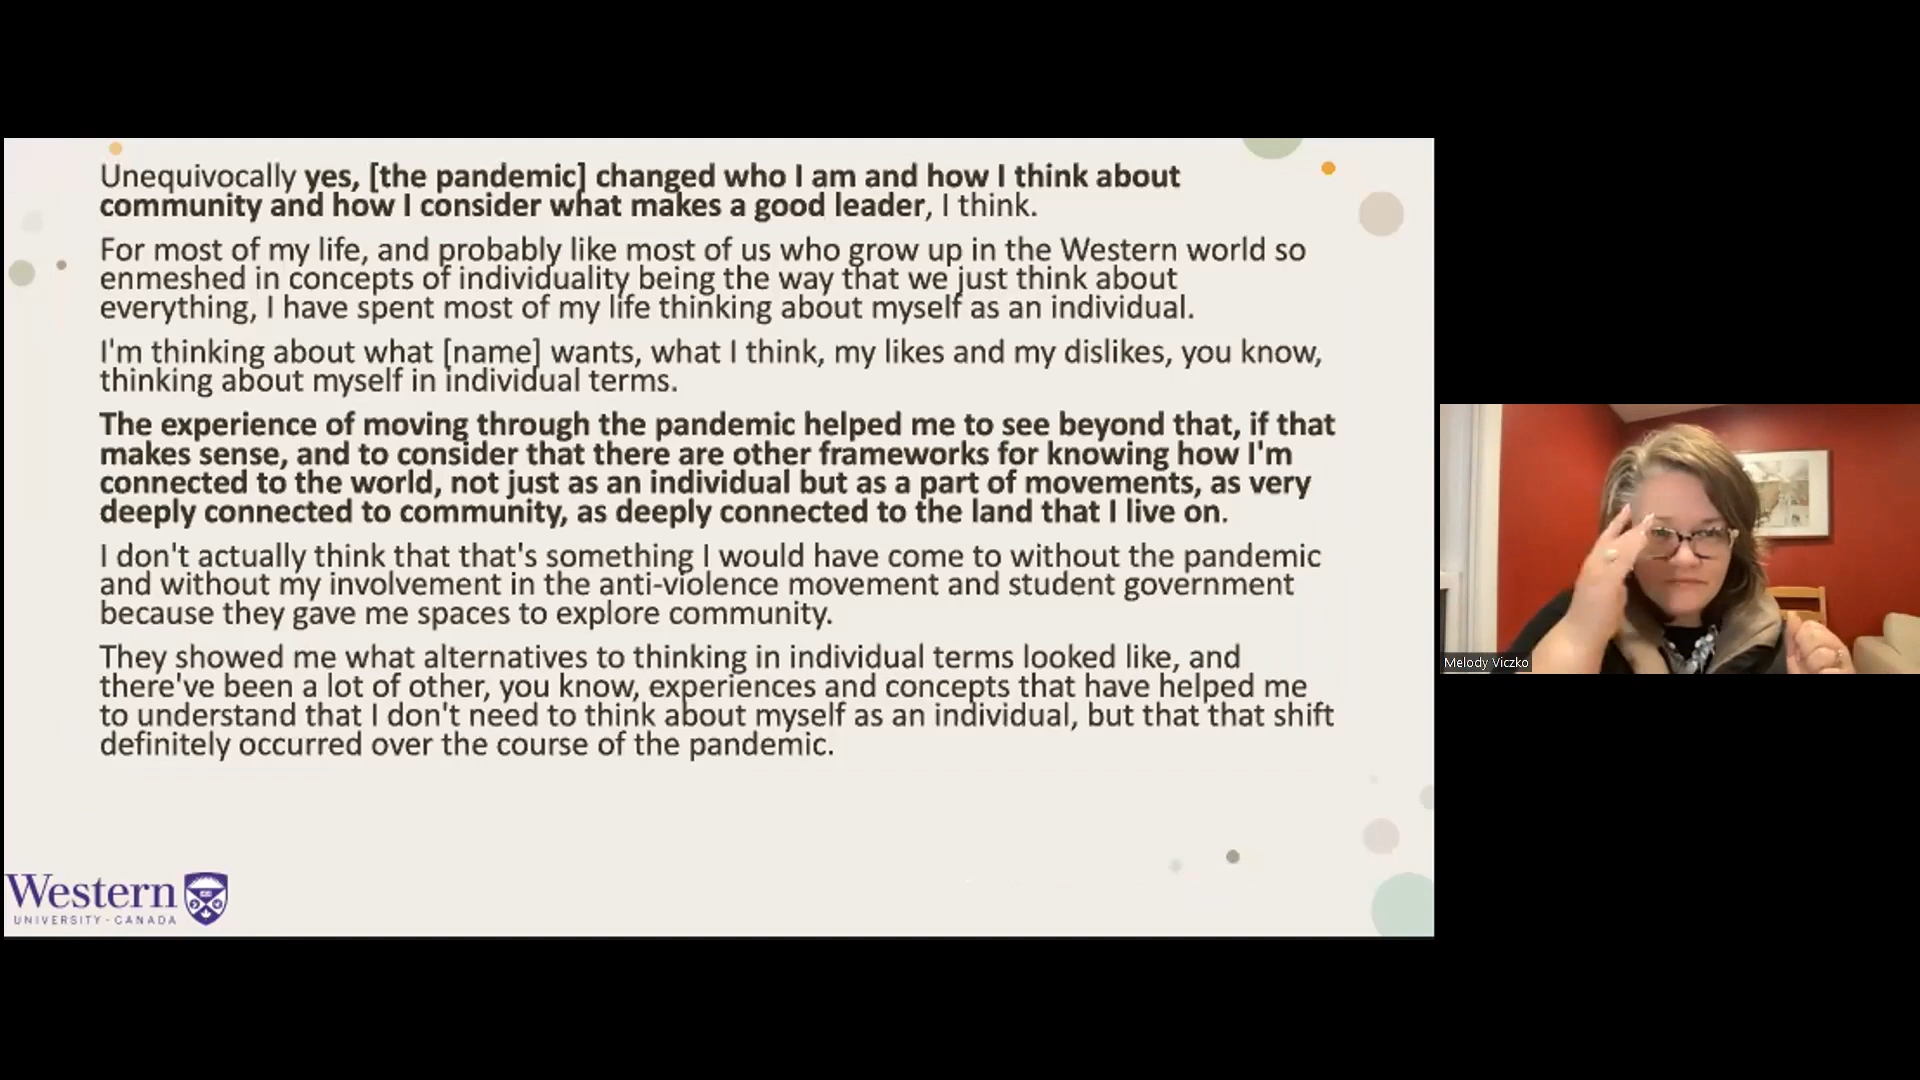 Unequivocally yes, [the pandemic] changed who I am and how I think about
community and how I consider what makes a good leader, I think.
For most of my life, and probably like most of us who grow up in the Western world so
enmeshed in concepts of individuality being the way that we just think about
everything, I have spent most of my life thinking about myself as an individual.
I'm thinking about what [name] wants, what I think, my likes and my dislikes, you know,
thinking about myself in individual terms.
The experience of moving through the pandemic helped me to see beyond that, if that
makes sense, and to consider that there are other frameworks for knowing how I'm
connected to the world, not just as an individual but as a part of movements, as very
deeply connected to community, as deeply connected to the land that I live on.
I don't actually think that that's something I would have come to without the pandemic
and without my involvement in the anti-violence movement and student government
because they gave me spaces to explore community.
They showed me what alternatives to thinking in individual terms looked like, and
there've been a lot of other, you know, experiences and concepts that have helped me
to understand that I don't need to think about myself as an individual, but that that shift
definitely occurred over the course of the pandemic.
Western
UNIVERSITY · CANADA
Melody Viczko